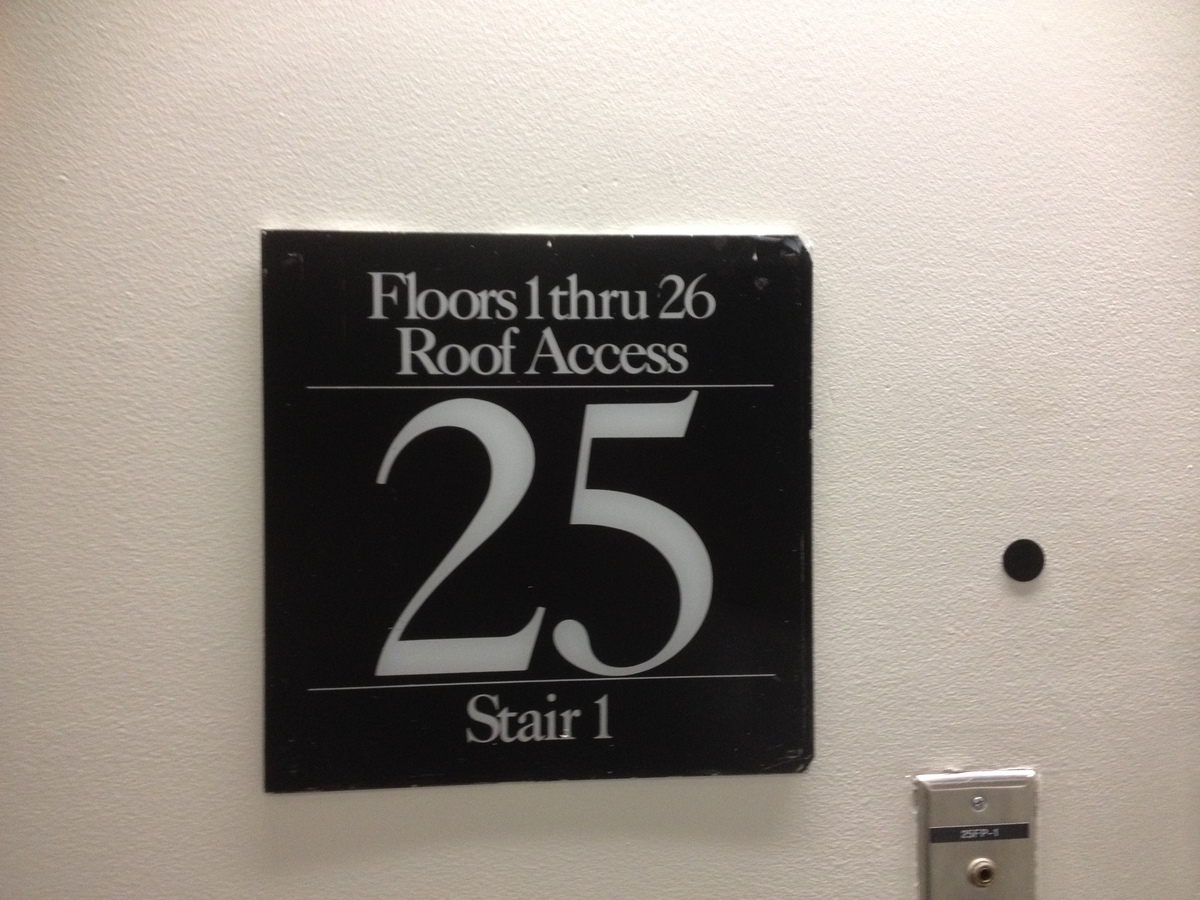 Floors 1 thru 26
Roof Access
25
Stair 1
25FP-1